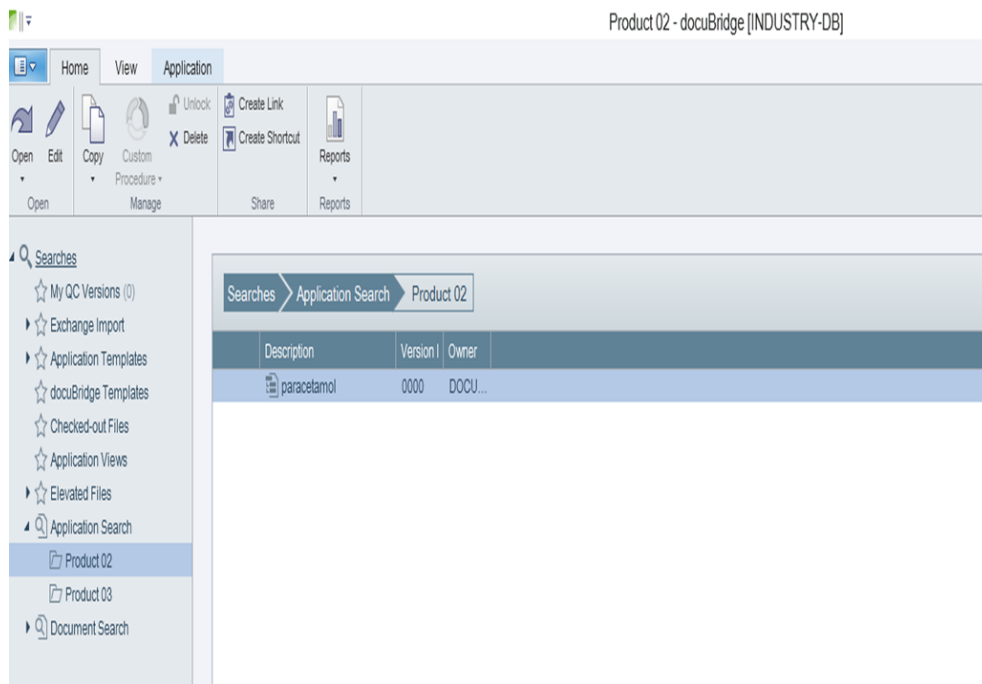 Product 02 - docuBridge [INDUSTRY-DB]
Home View Application
Open Edit Copy Custom Procedure Unlock Delete Create Link Create Shortcut Reports
Open Manage Share Reports
Searches
My QC Versions (0)
Exchange Import
Application Templates
docuBridge Templates
Checked-out Files
Application Views
Elevated Files
Application Search
Product 02
Product 03
Document Search
Searches Application Search Product 02
Description Version I Owner
paracetamol 0000 DOCU...